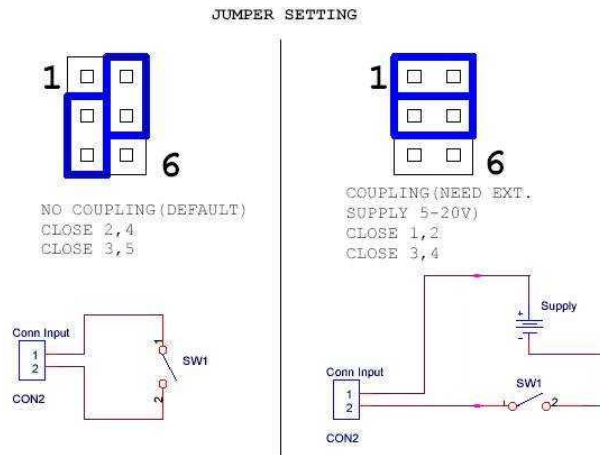 JUMPER SETTING
1
6
NO COUPLING(DEFAULT)
CLOSE 2,4
CLOSE 3,5
Conn Input
1
2
CON2
1
SW1
2
1
6
COUPLING(NEED EXT.
SUPPLY 5-20V)
CLOSE 1,2
CLOSE 3,4
+
Supply
-
Conn Input
1
2
CON2
SW1
1
2